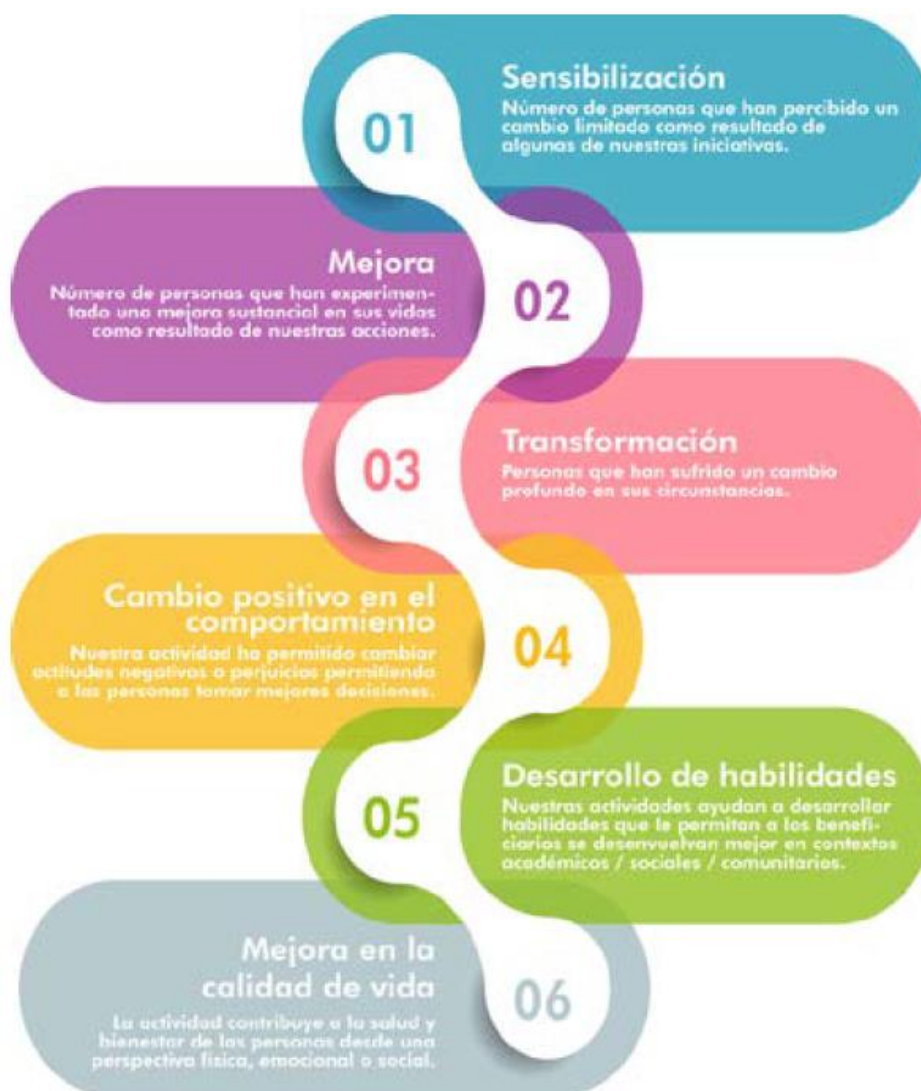 01
Sensibilización
Número de personas que han percibido un
cambio limitado como resultado de
algunas de nuestras iniciativas.
Mejora
Número de personas que han experimen-
tado una mejora sustancial en sus vidas
como resultado de nuestras acciones.
02
03
Transformación
Personas que han sufrido un cambio
profundo en sus circunstancias.
Cambio positivo en el
comportamiento
Nuestra actividad ha permitido cambiar
actitudes negativas o perjuicios permitiendo
a las personas tomar mejores decisiones.
04
05
Desarrollo de habilidades
Nuestras actividades ayudan a desarrollar
habilidades que le permitan a los benefi-
ciarios se desenvuelvan mejor en contextos
académicos / sociales / comunitarios.
Mejora en la
calidad de vida
La actividad contribuye a la salud y
bienestar de las personas desde una
perspectiva física, emocional o social.
06